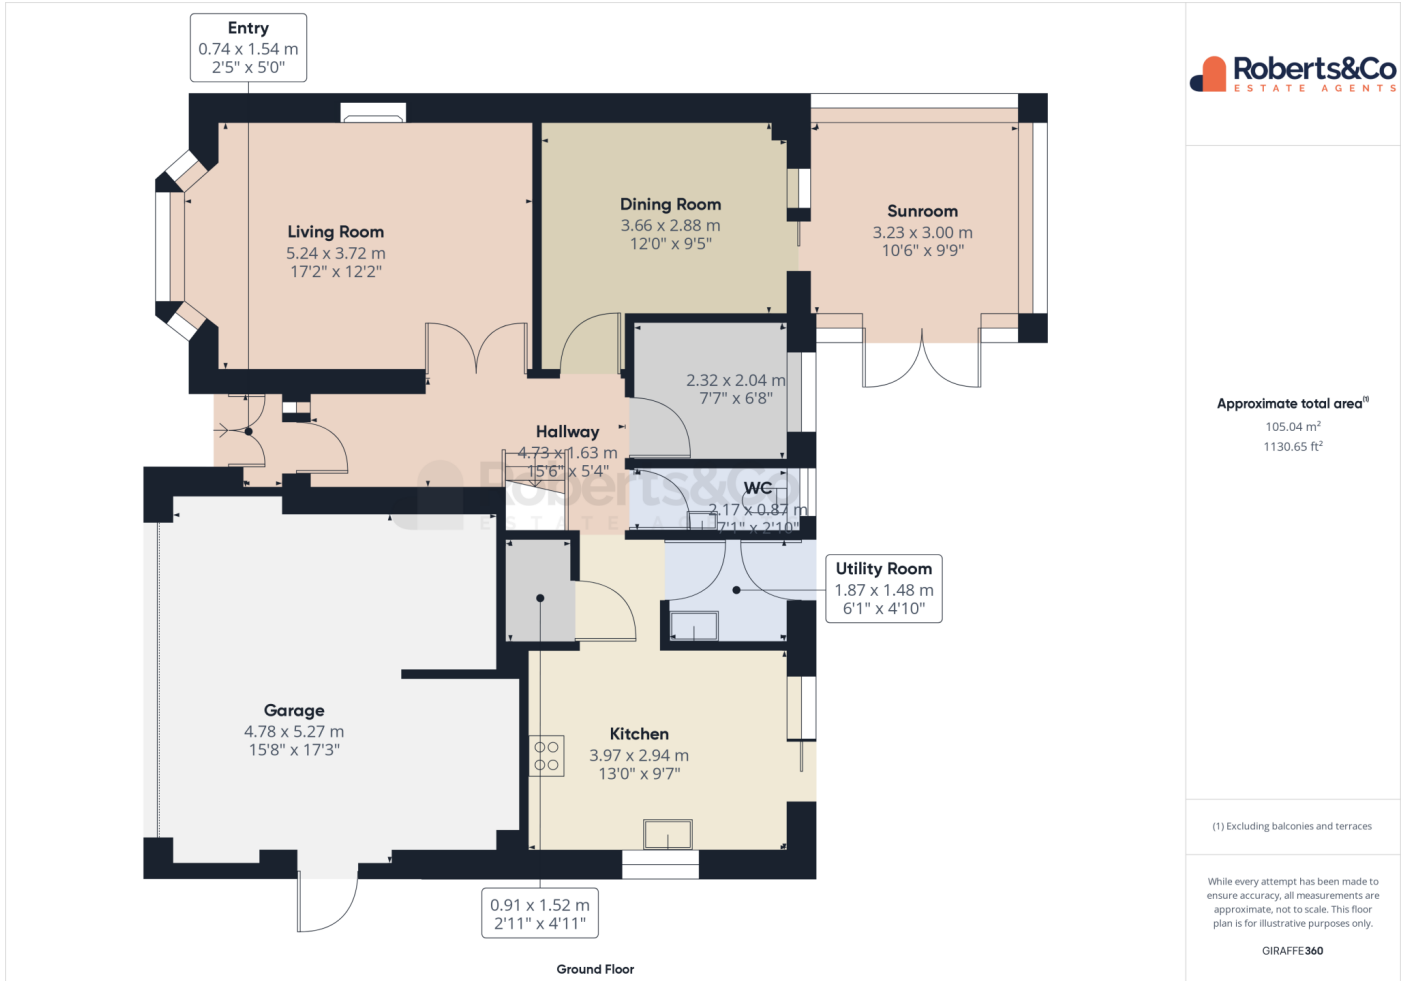 Entry
0.74 x 1.54 m
2'5" x 5'0"
Roberts&Co
ESTATE AGENTS
Living Room
5.24 x 3.72 m
17'2" x 12'2"
Dining Room
3.66 x 2.88 m
12'0" x 9'5"
Sunroom
3.23 x 3.00 m
10'6" x 9'9"
2.32 x 2.04 m
7'7" x 6'8"
Hallway
4.73 x 1.63 m
15'6" x 5'4"
Roberts&Co
ESTATE AGE
WC
2.17 x 0.87 m
7'1" x 2'10"
Utility Room
1.87 x 1.48 m
6'1" x 4'10"
Garage
4.78 x 5.27 m
15'8" x 17'3"
Kitchen
3.97 x 2.94 m
13'0" x 9'7"
0.91 x 1.52 m
2'11" x 4'11"
Ground Floor
Approximate total area(1)
105.04 m²
1130.65 ft²
(1) Excluding balconies and terraces
While every attempt has been made to
ensure accuracy, all measurements are
approximate, not to scale. This floor
plan is for illustrative purposes only.
GIRAFFE360